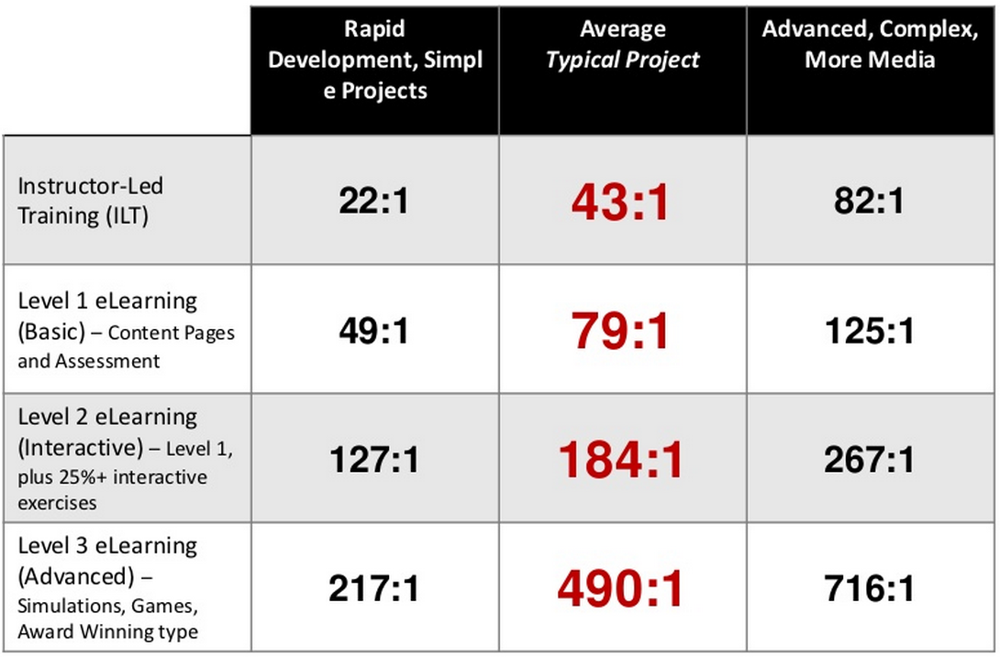 Rapid
Development, Simpl
e Projects
Average
Typical Project
Advanced, Complex,
More Media
Instructor-Led
Training (ILT)
22:1
43:1
82:1
Level 1 eLearning
(Basic) – Content Pages
and Assessment
49:1
79:1
125:1
Level 2 eLearning
(Interactive) – Level 1,
plus 25%+ interactive
exercises
127:1
184:1
267:1
Level 3 eLearning
(Advanced) –
Simulations, Games,
Award Winning type
217:1
490:1
716:1